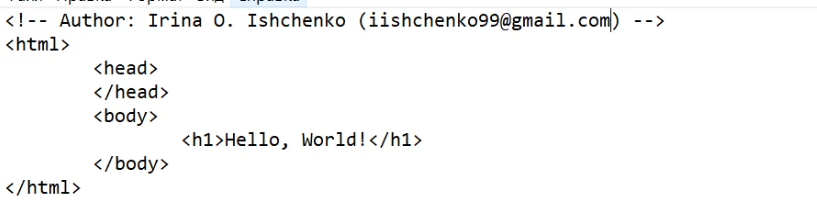 <!-- Author: Irina O. Ishchenko (iishchenko99@gmail.com) -->
<html>
	<head>
	</head>
	<body>
		<h1>Hello, World!</h1>
	</body>
</html>